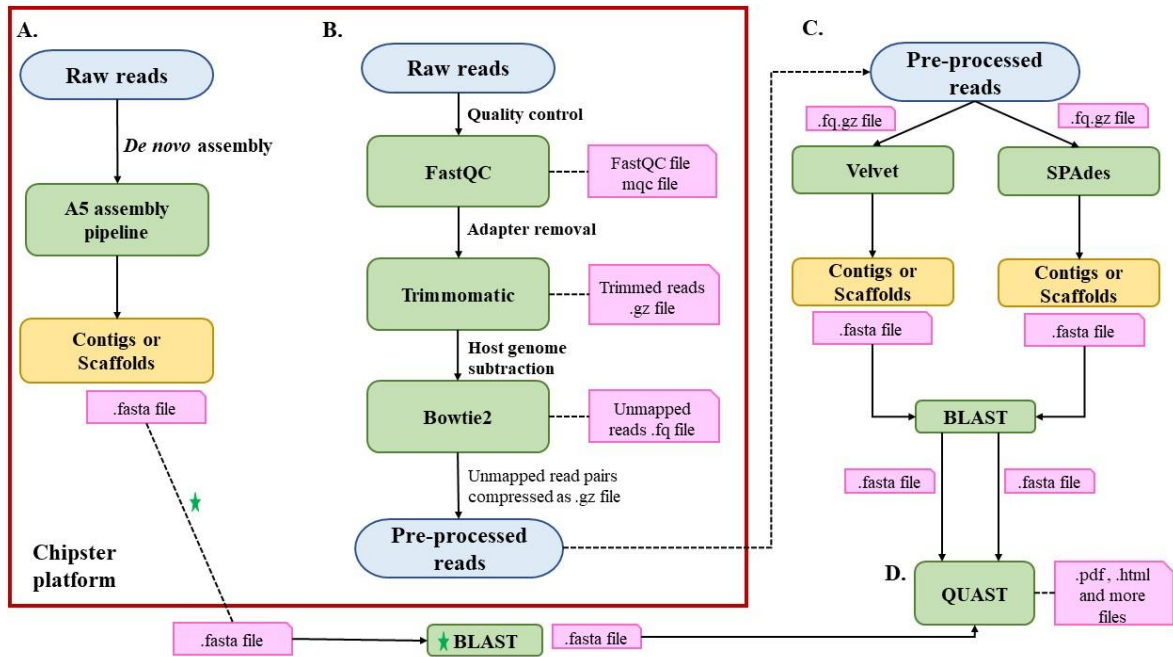 A.
Raw reads
De novo assembly
A5 assembly
pipeline
Contigs or
Scaffolds
.fasta file
Chipster
platform
B.
Raw reads
Quality control
FastQC
FastQC file
mqc file
Adapter removal
Trimmomatic
Trimmed reads
.gz file
Host genome
subtraction
Bowtie2
Unmapped
reads .fq file
Unmapped read pairs
compressed as .gz file
Pre-processed
reads
C.
Pre-processed
reads
.fq.gz file
.fq.gz file
Velvet
SPAdes
Contigs or
Scaffolds
Contigs or
Scaffolds
.fasta file
.fasta file
BLAST
.fasta file
.fasta file
D.
QUAST
.pdf, .html
and more
files
.fasta file
BLAST
.fasta file